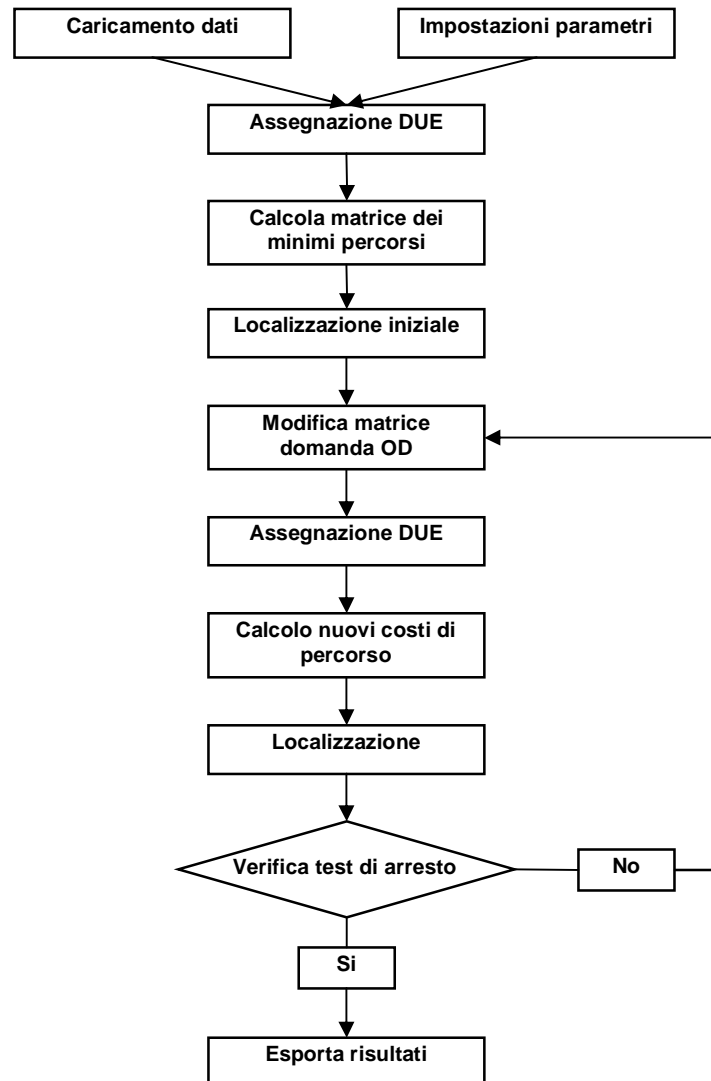 Caricamento dati
Impostazioni parametri
Assegnazione DUE
Calcola matrice dei
minimi percorsi
Localizzazione iniziale
Modifica matrice
domanda OD
Assegnazione DUE
Calcolo nuovi costi di
percorso
Localizzazione
Verifica test di arresto
No
Si
Esporta risultati